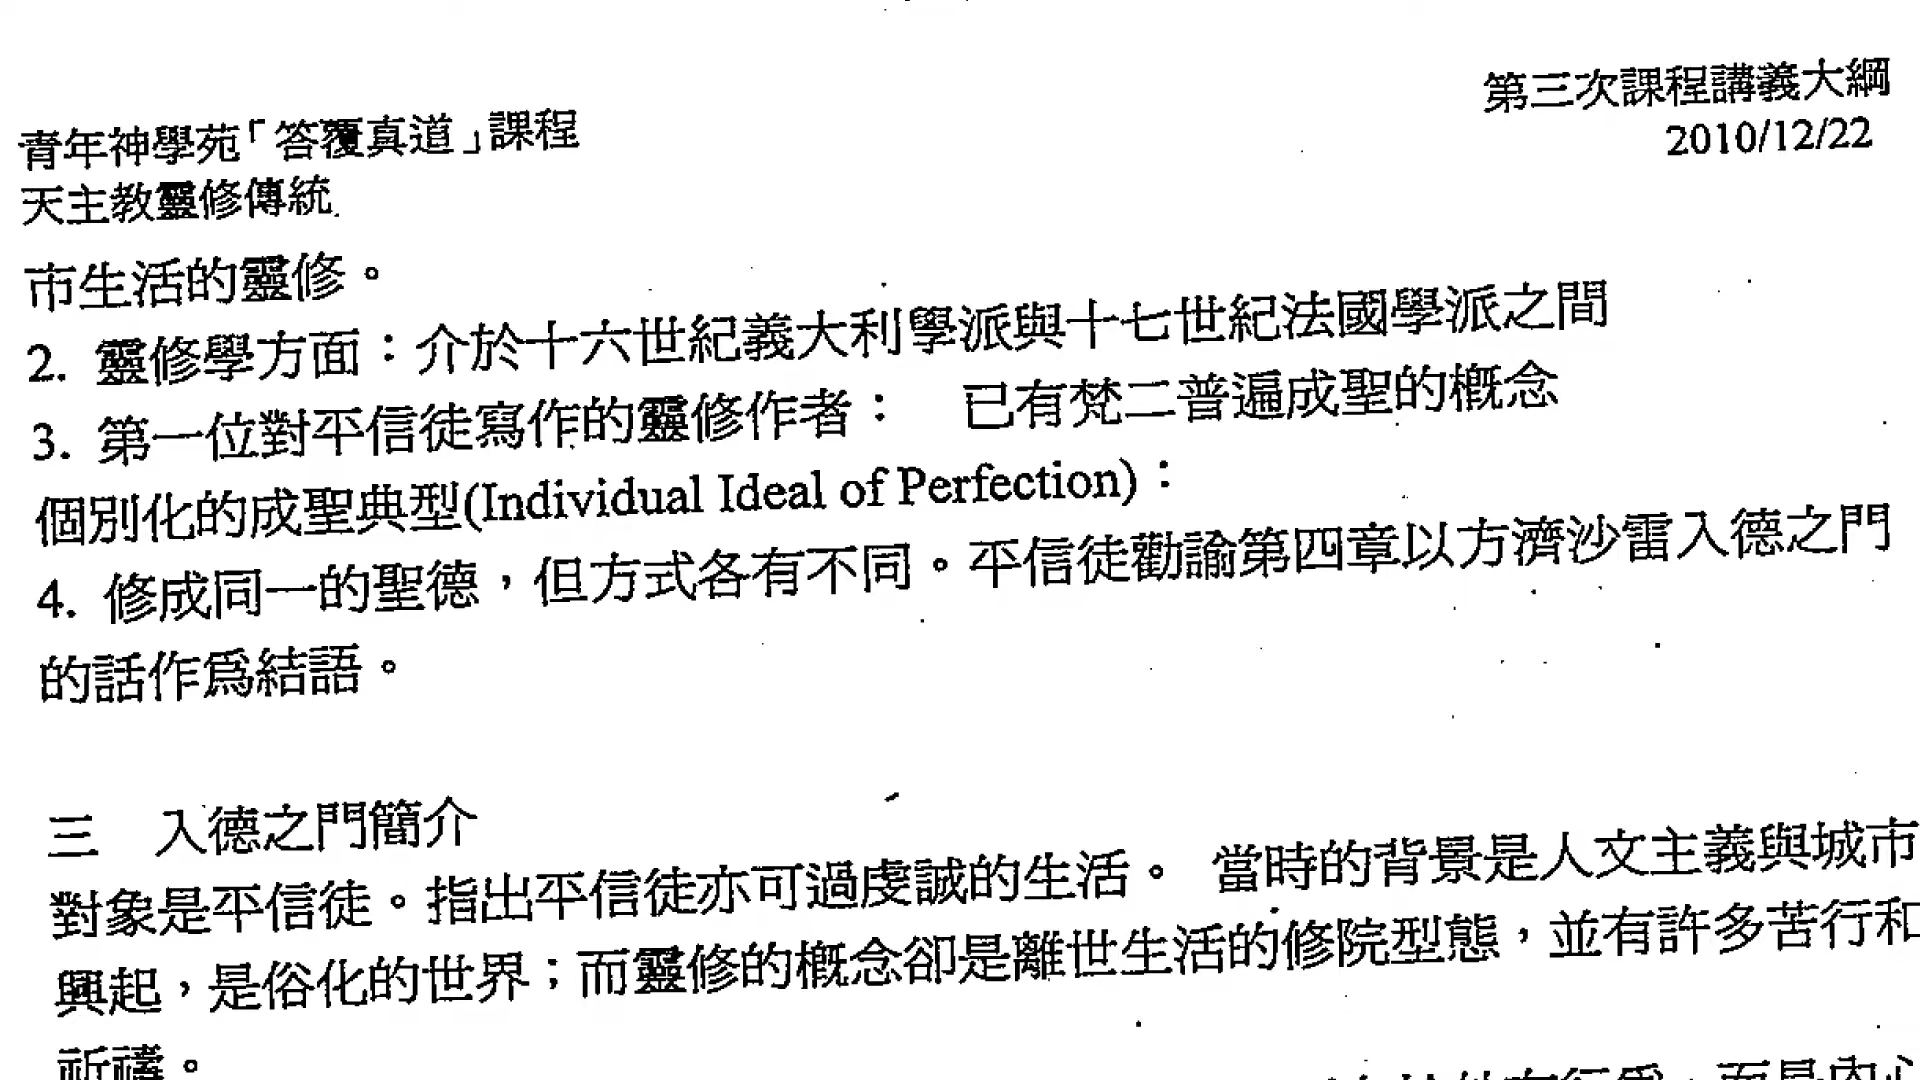 第三次課程講義大綱
2010/12/22
青年神學苑「答覆真道」課程
天主教靈修傳統
市生活的靈修。
2. 靈修學方面：介於十六世紀義大利學派與十七世紀法國學派之間
3. 第一位對平信徒寫作的靈修作者： 已有梵二普遍成聖的概念
個別化的成聖典型(Individual Ideal of Perfection)：
4. 修成同一的聖德，但方式各有不同。平信徒勸諭第四章以方濟沙雷入德之門
的話作爲結語。
三 入德之門簡介
對象是平信徒。指出平信徒亦可過虔誠的生活。 當時的背景是人文主義與城市
興起，是俗化的世界；而靈修的概念卻是離世生活的修院型態，並有許多苦行和
祈禱。